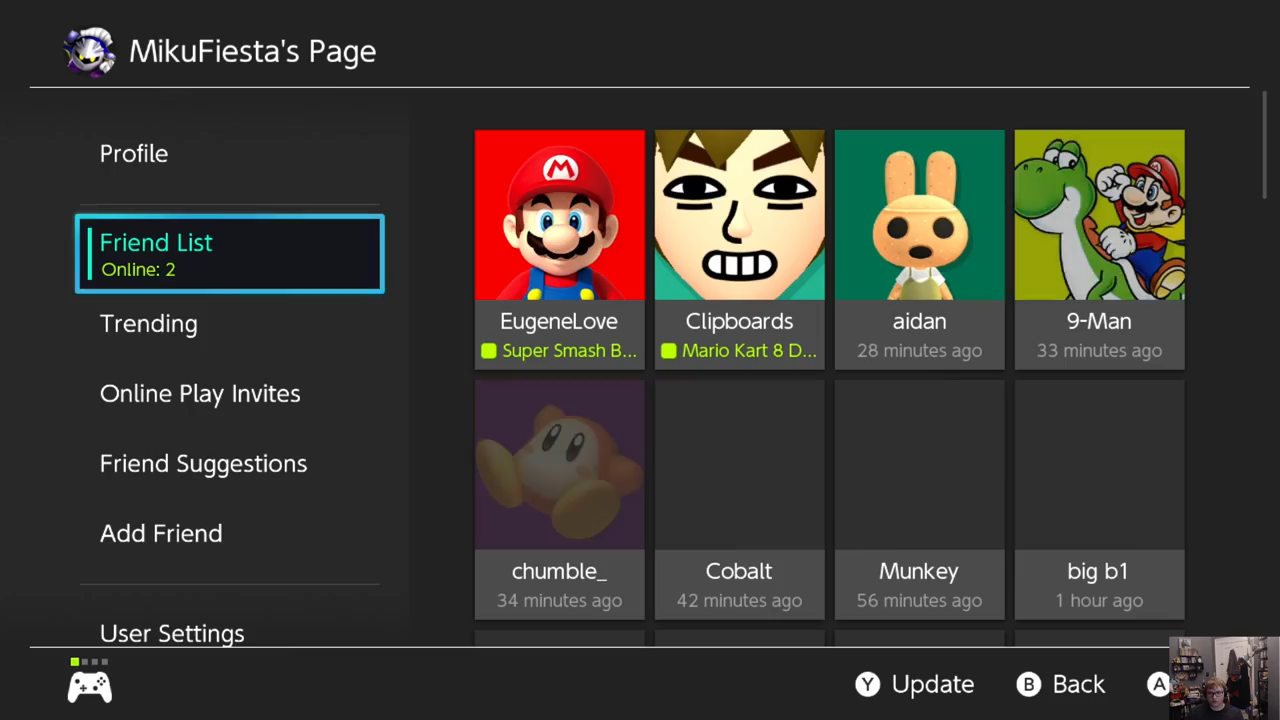 MikuFiesta's Page
Profile
Friend List
Online: 2
Trending
Online Play Invites
Friend Suggestions
Add Friend
User Settings
EugeneLove
Super Smash B...
Clipboards
Mario Kart 8 D...
aidan
28 minutes ago
9-Man
33 minutes ago
chumble_
34 minutes ago
Cobalt
42 minutes ago
Munkey
56 minutes ago
big b1
1 hour ago
Y Update
B Back
A